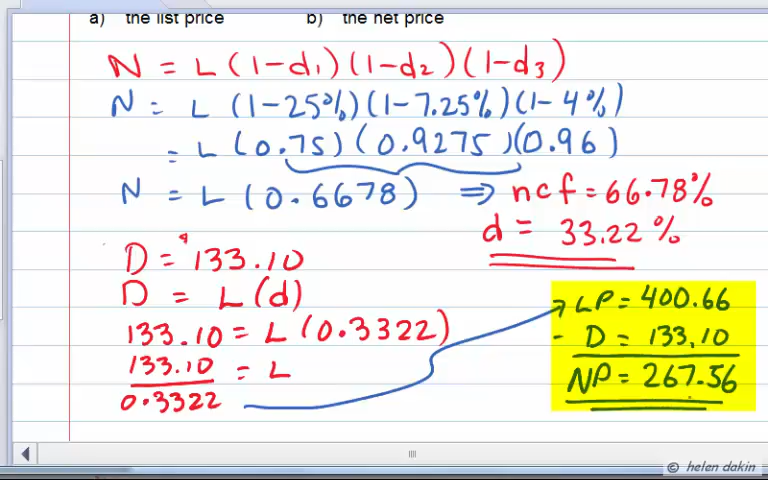 a) the list price b) the net price
N = L (1-d1) (1-d2) (1-d3)
N = L (1-25%) (1-7.25%) (1-4%)
= L (0.75) (0.9275) (0.96)
N = L (0.6678) ⇒ ncf = 66.78%
d = 33.22%
D = $133.10
D = L (d)
133.10 = L (0.3322)
133.10 = L
0.3322
LP = 400.66
- D = 133.10
NP = 267.56
© helen dakin